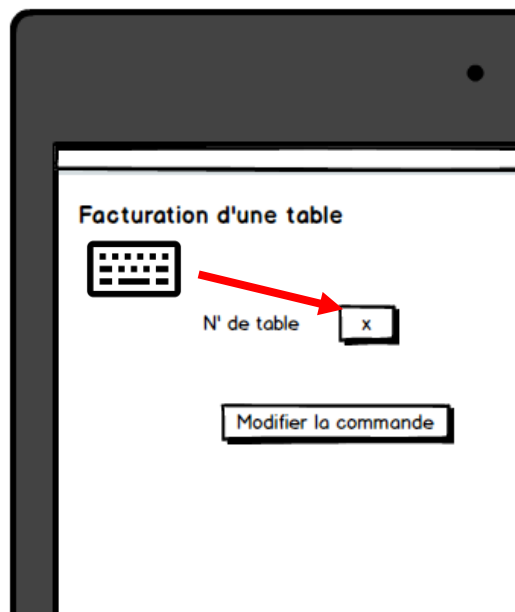 Facturation d'une table
N' de table
x
Modifier la commande